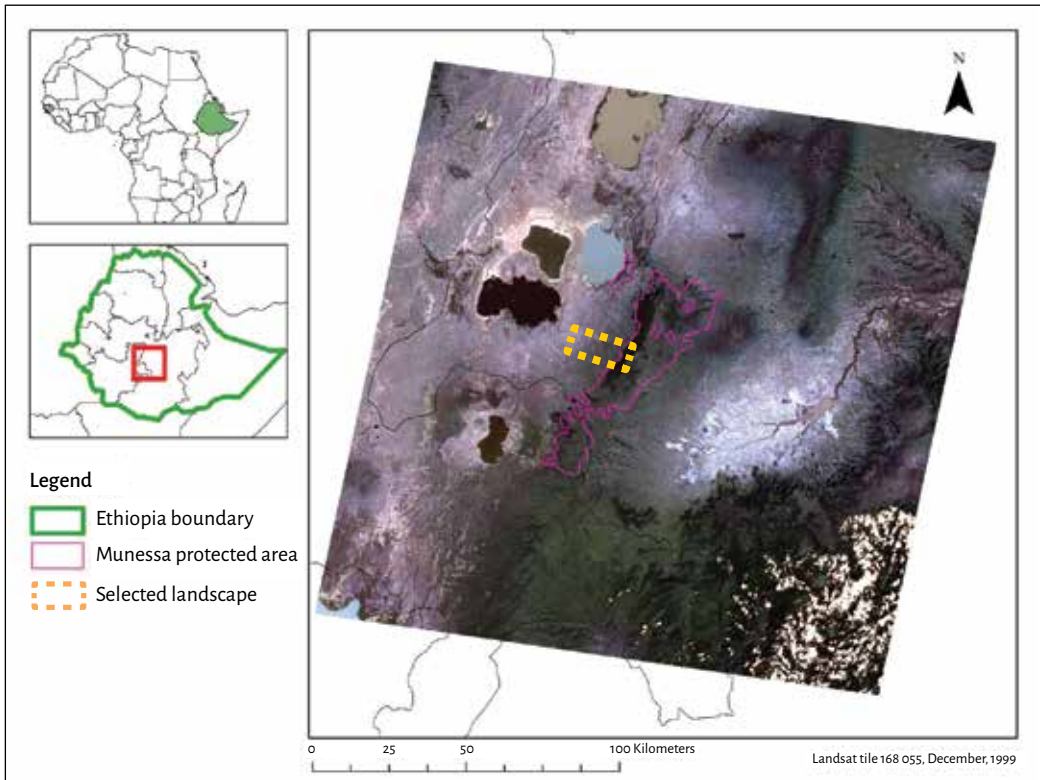 N
Legend
Ethiopia boundary
Munessa protected area
Selected landscape
0 25 50 100 Kilometers
Landsat tile 168 055, December, 1999